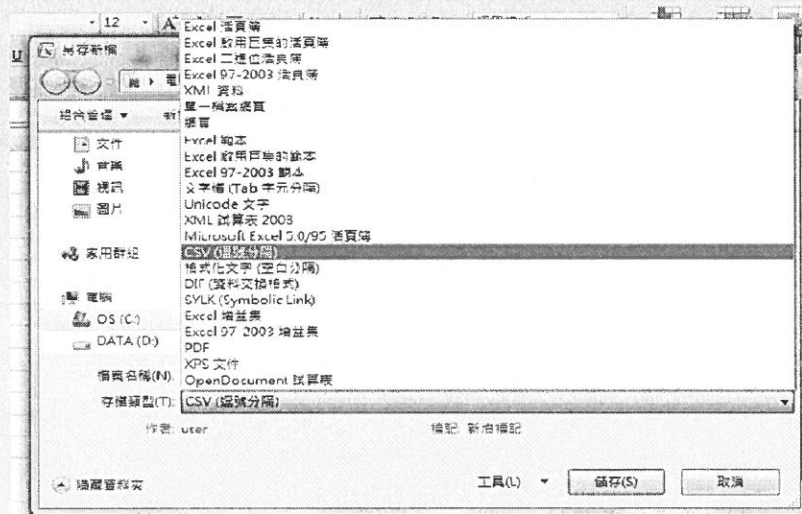 12
A
U
另存新檔
電
組合管理 ▼
新
文件
音樂
視訊
圖片
家用群組
電腦
OS (C:)
DATA (D:)
Excel 活頁簿
Excel 啟用巨集的活頁簿
Excel 二進位活頁簿
Excel 97-2003 活頁簿
XML 資料
單一檔案網頁
網頁
Excel 範本
Excel 啟用巨集的範本
Excel 97-2003 範本
文字檔 (Tab 字元分隔)
Unicode 文字
XML 試算表 2003
Microsoft Excel 5.0/95 活頁簿
CSV (逗號分隔)
格式化文字 (空白分隔)
DIF (資料交換格式)
SYLK (Symbolic Link)
Excel 增益集
Excel 97-2003 增益集
PDF
XPS 文件
OpenDocument 試算表
檔案名稱(N):
存檔類型(T): CSV (逗號分隔)
作者: user 標記: 新增標記
隱藏資料夾 工具(L) 儲存(S) 取消